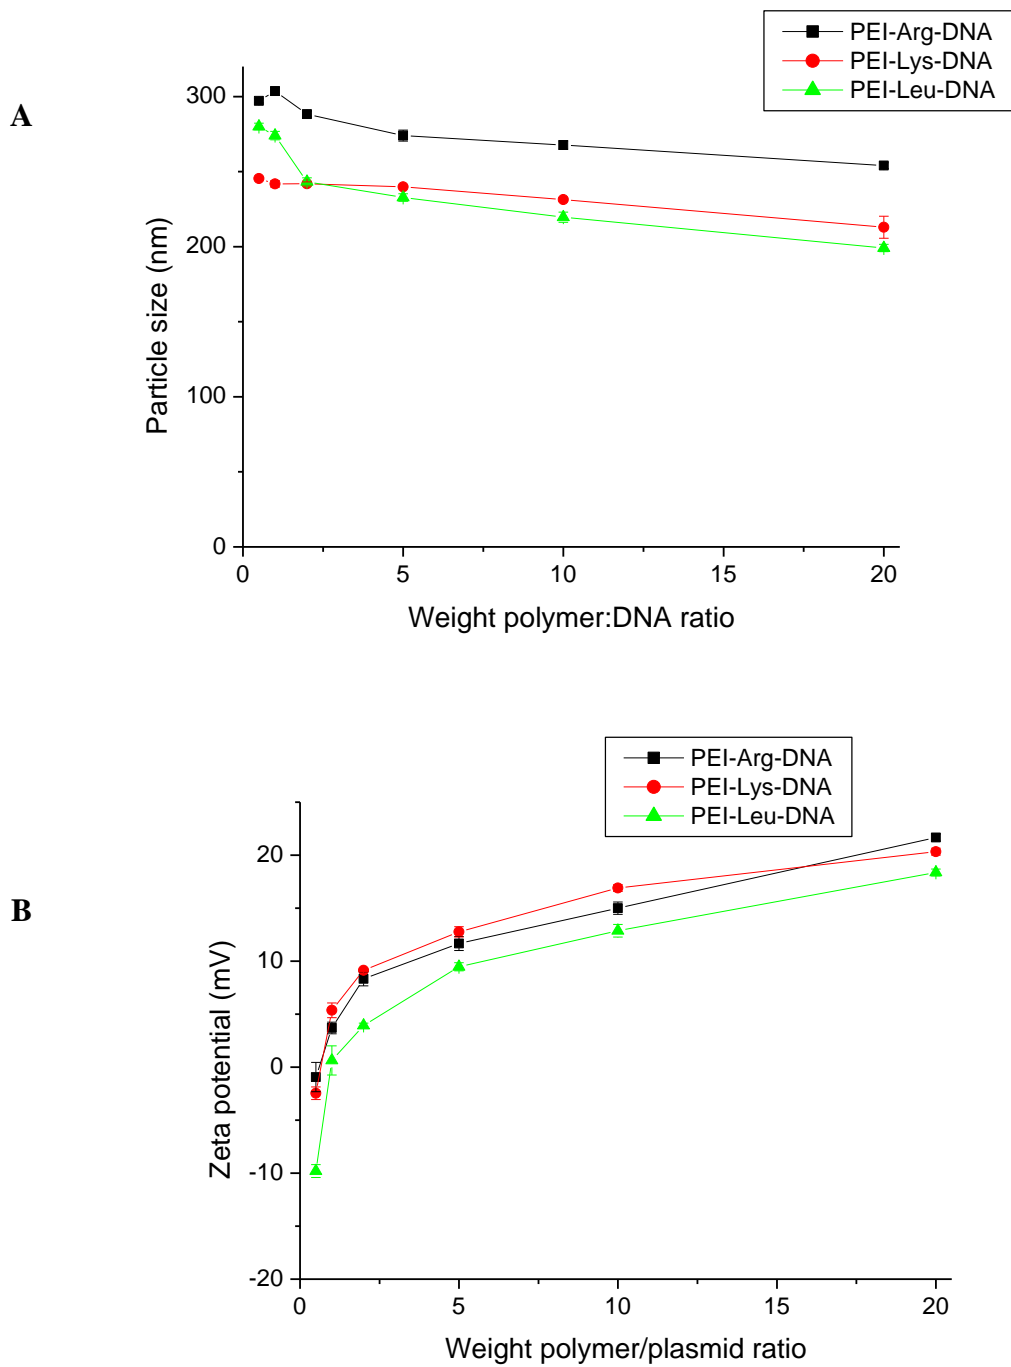 PEI-Arg-DNA
PEI-Lys-DNA
PEI-Leu-DNA
A
300
200
100
0
Particle size (nm)
0 5 10 15 20
Weight polymer:DNA ratio
PEI-Arg-DNA
PEI-Lys-DNA
PEI-Leu-DNA
B
20
10
0
-10
-20
Zeta potential (mV)
0 5 10 15 20
Weight polymer/plasmid ratio